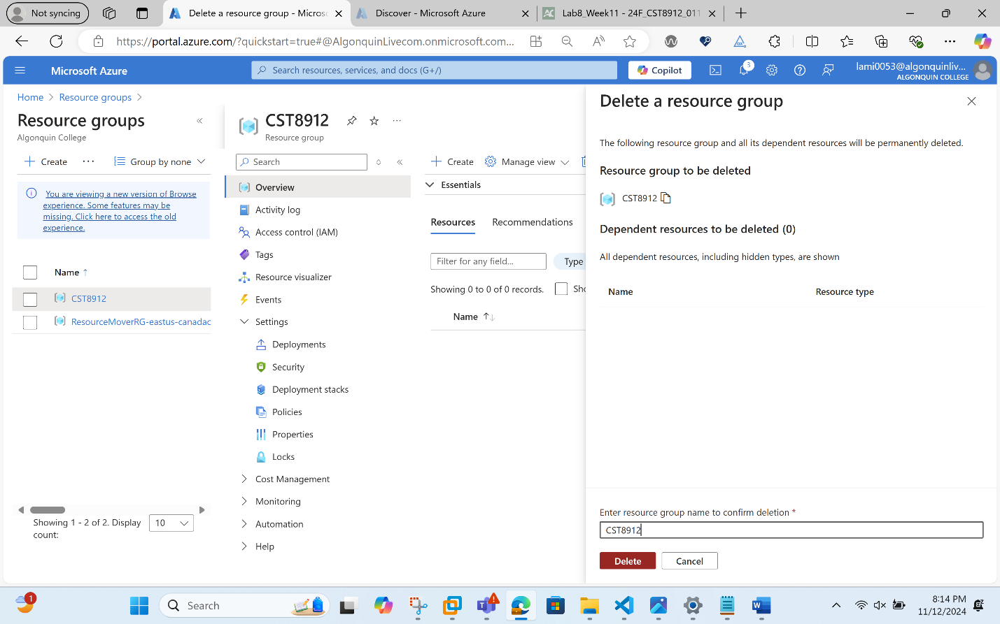 Not syncing
Delete a resource group - Micros
Discover - Microsoft Azure
Lab8_Week11 - 24F_CST8912_011
https://portal.azure.com/?quickstart=true#@AlgonquinLivecom.onmicrosoft.com...
Microsoft Azure
Search resources, services, and docs (G+/)
Copilot
3
lami0053@algonquinliv...
ALGONQUIN COLLEGE
Home > Resource groups >
Resource groups
Algonquin College
Create
Group by none
You are viewing a new version of Browse
experience. Some features may be
missing. Click here to access the old
experience.
Name ↑
CST8912
ResourceMoverRG-eastus-canadac
Showing 1 - 2 of 2. Display
count:
10
CST8912
Resource group
Search
Overview
Activity log
Access control (IAM)
Tags
Resource visualizer
Events
Settings
Deployments
Security
Deployment stacks
Policies
Properties
Locks
Cost Management
Monitoring
Automation
Help
Create
Manage view
Essentials
Resources
Recommendations
Filter for any field...
Type
Showing 0 to 0 of 0 records.
Sho
Name ↑↓
Delete a resource group
The following resource group and all its dependent resources will be permanently deleted.
Resource group to be deleted
CST8912
Dependent resources to be deleted (0)
All dependent resources, including hidden types, are shown
Name
Resource type
Enter resource group name to confirm deletion *
CST8912
Delete
Cancel
1
Search
8:14 PM
11/12/2024